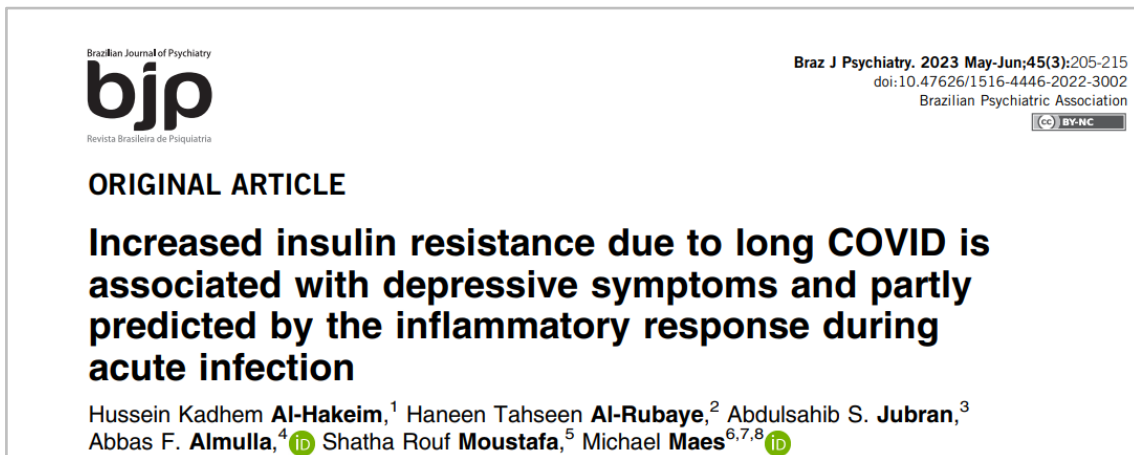 Brazilian Journal of Psychiatry
bjp
Revista Brasileira de Psiquiatria
Braz J Psychiatry. 2023 May-Jun;45(3):205-215
doi:10.47626/1516-4446-2022-3002
Brazilian Psychiatric Association
cc BY-NC
ORIGINAL ARTICLE
Increased insulin resistance due to long COVID is
associated with depressive symptoms and partly
predicted by the inflammatory response during
acute infection
Hussein Kadhem Al-Hakeim,1 Haneen Tahseen Al-Rubaye,2 Abdulsahib S. Jubran,3
Abbas F. Almulla,4 iD Shatha Rouf Moustafa,5 Michael Maes6,7,8 iD